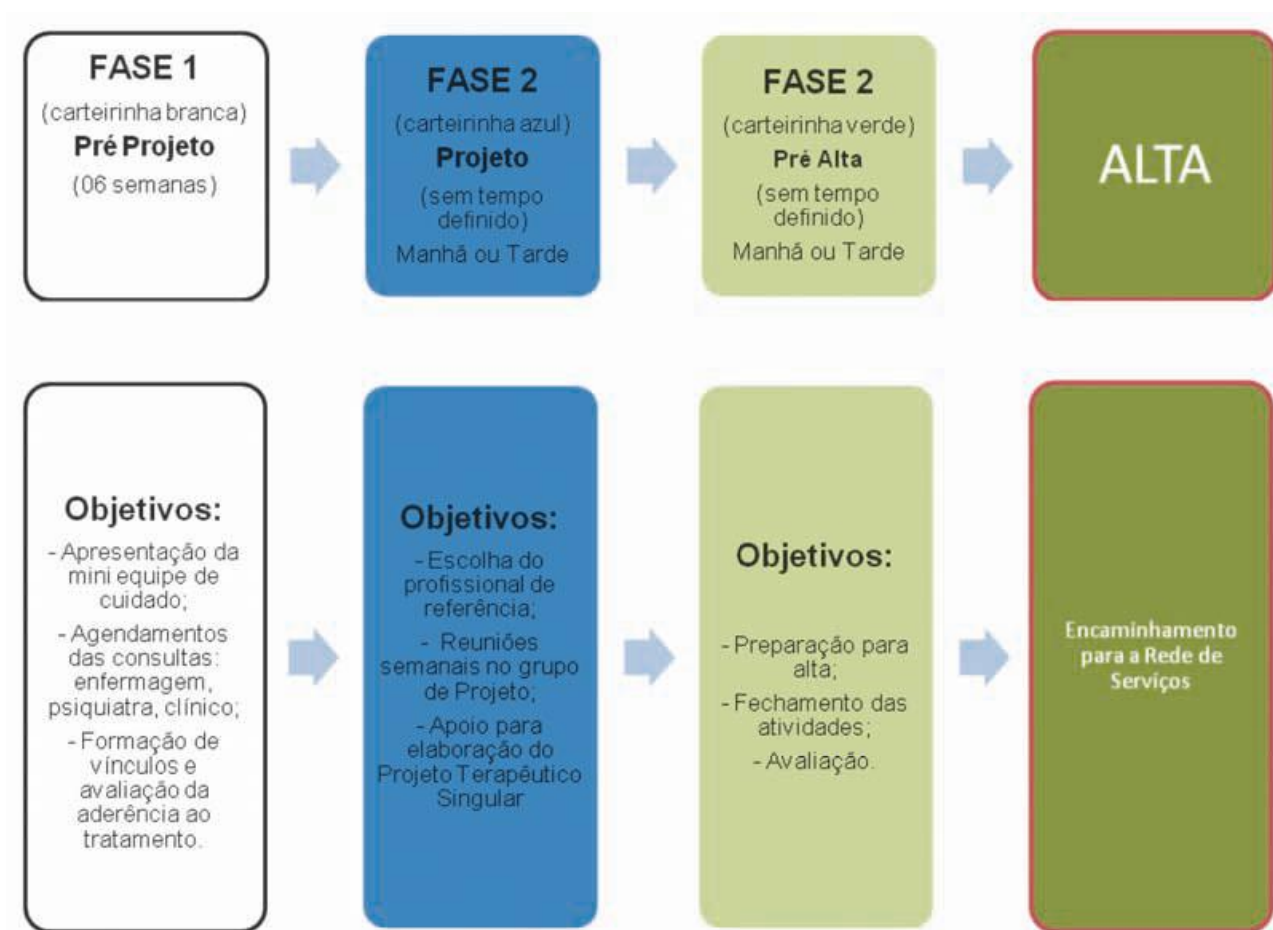 FASE 1
(carteirinha branca)
Pré Projeto
(06 semanas)
FASE 2
(carteirinha azul)
Projeto
(sem tempo
definido)
Manhã ou Tarde
FASE 2
(carteirinha verde)
Pré Alta
(sem tempo
definido)
Manhã ou Tarde
ALTA
Objetivos:
- Apresentação da
mini equipe de
cuidado;
- Agendamentos
das consultas:
enfermagem,
psiquiatra, clínico;
- Formação de
vínculos e
avaliação da
aderência ao
tratamento.
Objetivos:
- Escolha do
profissional de
referência;
- Reuniões
semanais no grupo
de Projeto;
- Apoio para
elaboração do
Projeto Terapêutico
Singular
Objetivos:
- Preparação para
alta;
- Fechamento das
atividades;
- Avaliação.
Encaminhamento
para a Rede de
Serviços